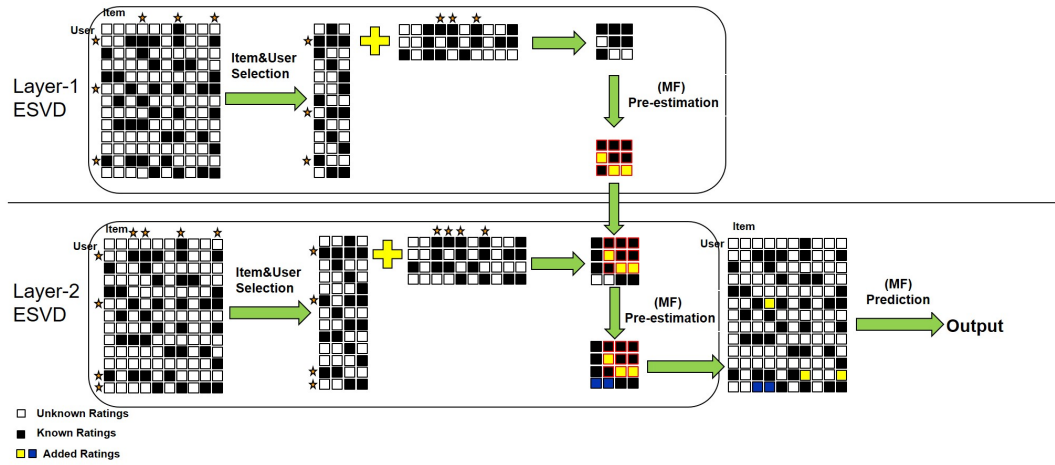 Item
User
Layer-1
ESVD
Item&User
Selection
(MF)
Pre-estimation
Item
User
Layer-2
ESVD
Item&User
Selection
(MF)
Pre-estimation
Item
User
(MF)
Prediction
Output
Unknown Ratings
Known Ratings
Added Ratings